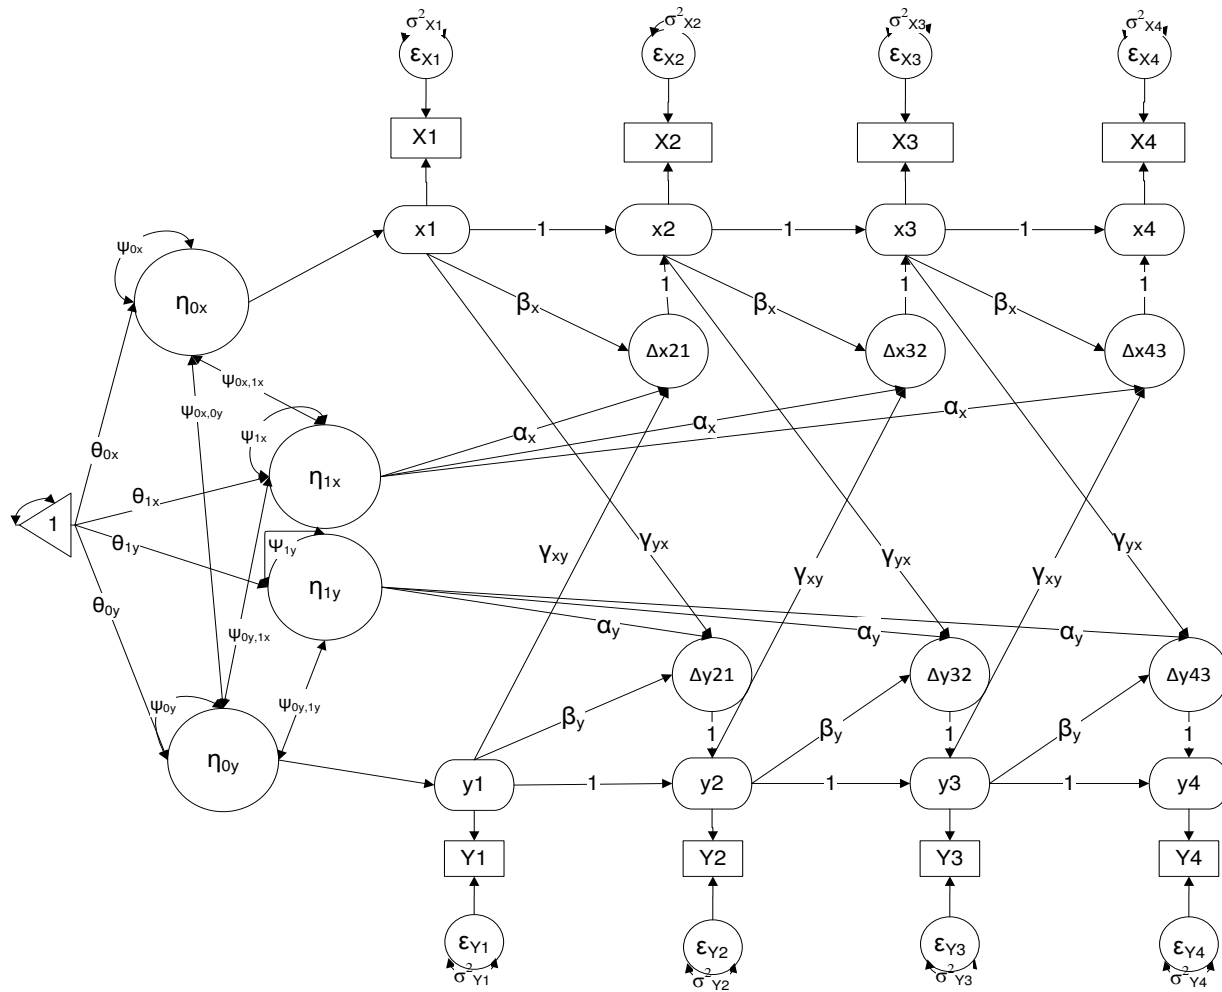 σ²X1 σ²X2 σ²X3 σ²X4
εX1 εX2 εX3 εX4
X1 X2 X3 X4
x1 1 x2 1 x3 1 x4
ψ0x
η0x
1 1 1
βx βx βx
Δx21 Δx32 Δx43
ψ0x,1x
ψ0x,0y
αx αx αx
ψ1x
θ0x
η1x
θ1x
1
θ1y
ψ1y
γxy γyx γxy γyx γxy γyx
η1y
θ0y
ψ0y,1x
αy αy αy
Δy21 Δy32 Δy43
ψ0y
ψ0y,1y
βy βy βy
1 1 1
η0y
y1 1 y2 1 y3 1 y4
Y1 Y2 Y3 Y4
εY1 εY2 εY3 εY4
σ²Y1 σ²Y2 σ²Y3 σ²Y4